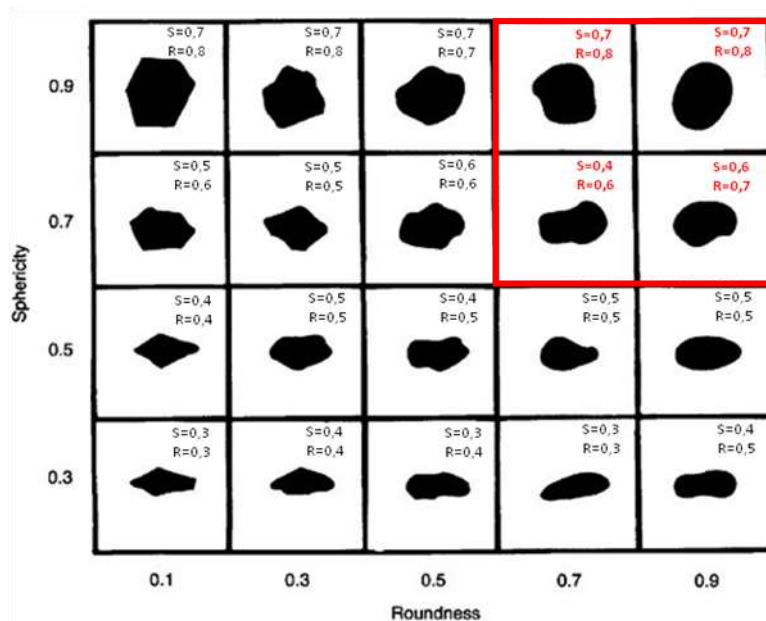 S=0,7
R=0,8
S=0,7
R=0,8
S=0,7
R=0,7
S=0,7
R=0,8
S=0,7
R=0,8
0.9
S=0,5
R=0,6
S=0,5
R=0,5
S=0,6
R=0,6
S=0,4
R=0,6
S=0,6
R=0,7
0.7
Sphericity
S=0,4
R=0,4
S=0,5
R=0,5
S=0,4
R=0,5
S=0,5
R=0,5
S=0,5
R=0,5
0.5
S=0,3
R=0,3
S=0,4
R=0,4
S=0,3
R=0,4
S=0,3
R=0,3
S=0,4
R=0,5
0.3
0.1
0.3
0.5
0.7
0.9
Roundness